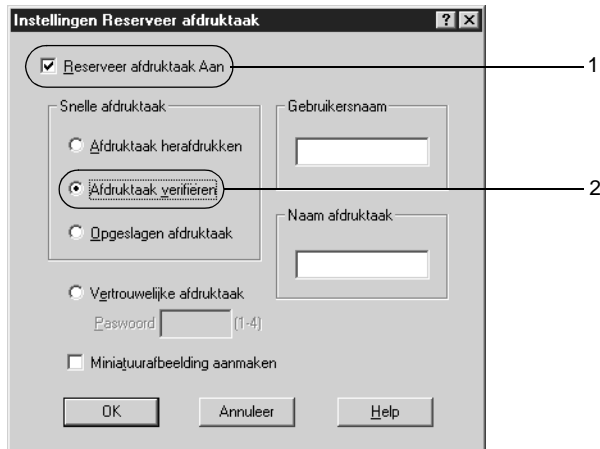 Instellingen Reserveer afdruktaak
Reserveer afdruktaak Aan
1
Snelle afdruktaak
Afdruktaak herafdrukken
Afdruktaak verifiëren
2
Opgeslagen afdruktaak
Gebruikersnaam
Naam afdruktaak
Vertrouwelijke afdruktaak
Paswoord
(1-4)
Miniatuurafbeelding aanmaken
OK
Annuleer
Help